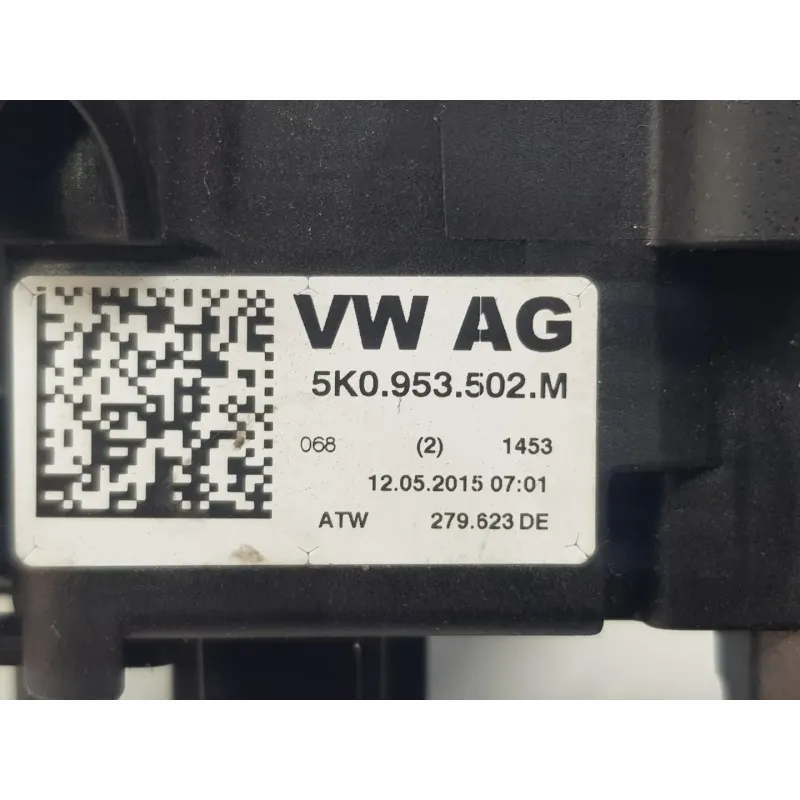 VW AG
5K0.953.502.M
068 (2) 1453
12.05.2015 07:01
ATW 279.623 DE